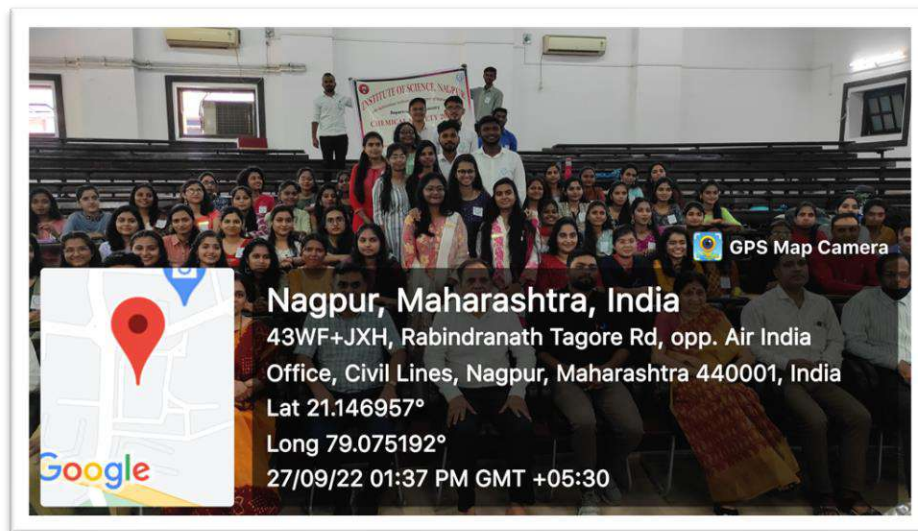 INSTITUTE OF SCIENCE, NAGPUR
GPS Map Camera
Nagpur, Maharashtra, India
43WF+JXH, Rabindranath Tagore Rd, opp. Air India
Office, Civil Lines, Nagpur, Maharashtra 440001, India
Lat 21.146957°
Long 79.075192°
27/09/22 01:37 PM GMT +05:30
Google